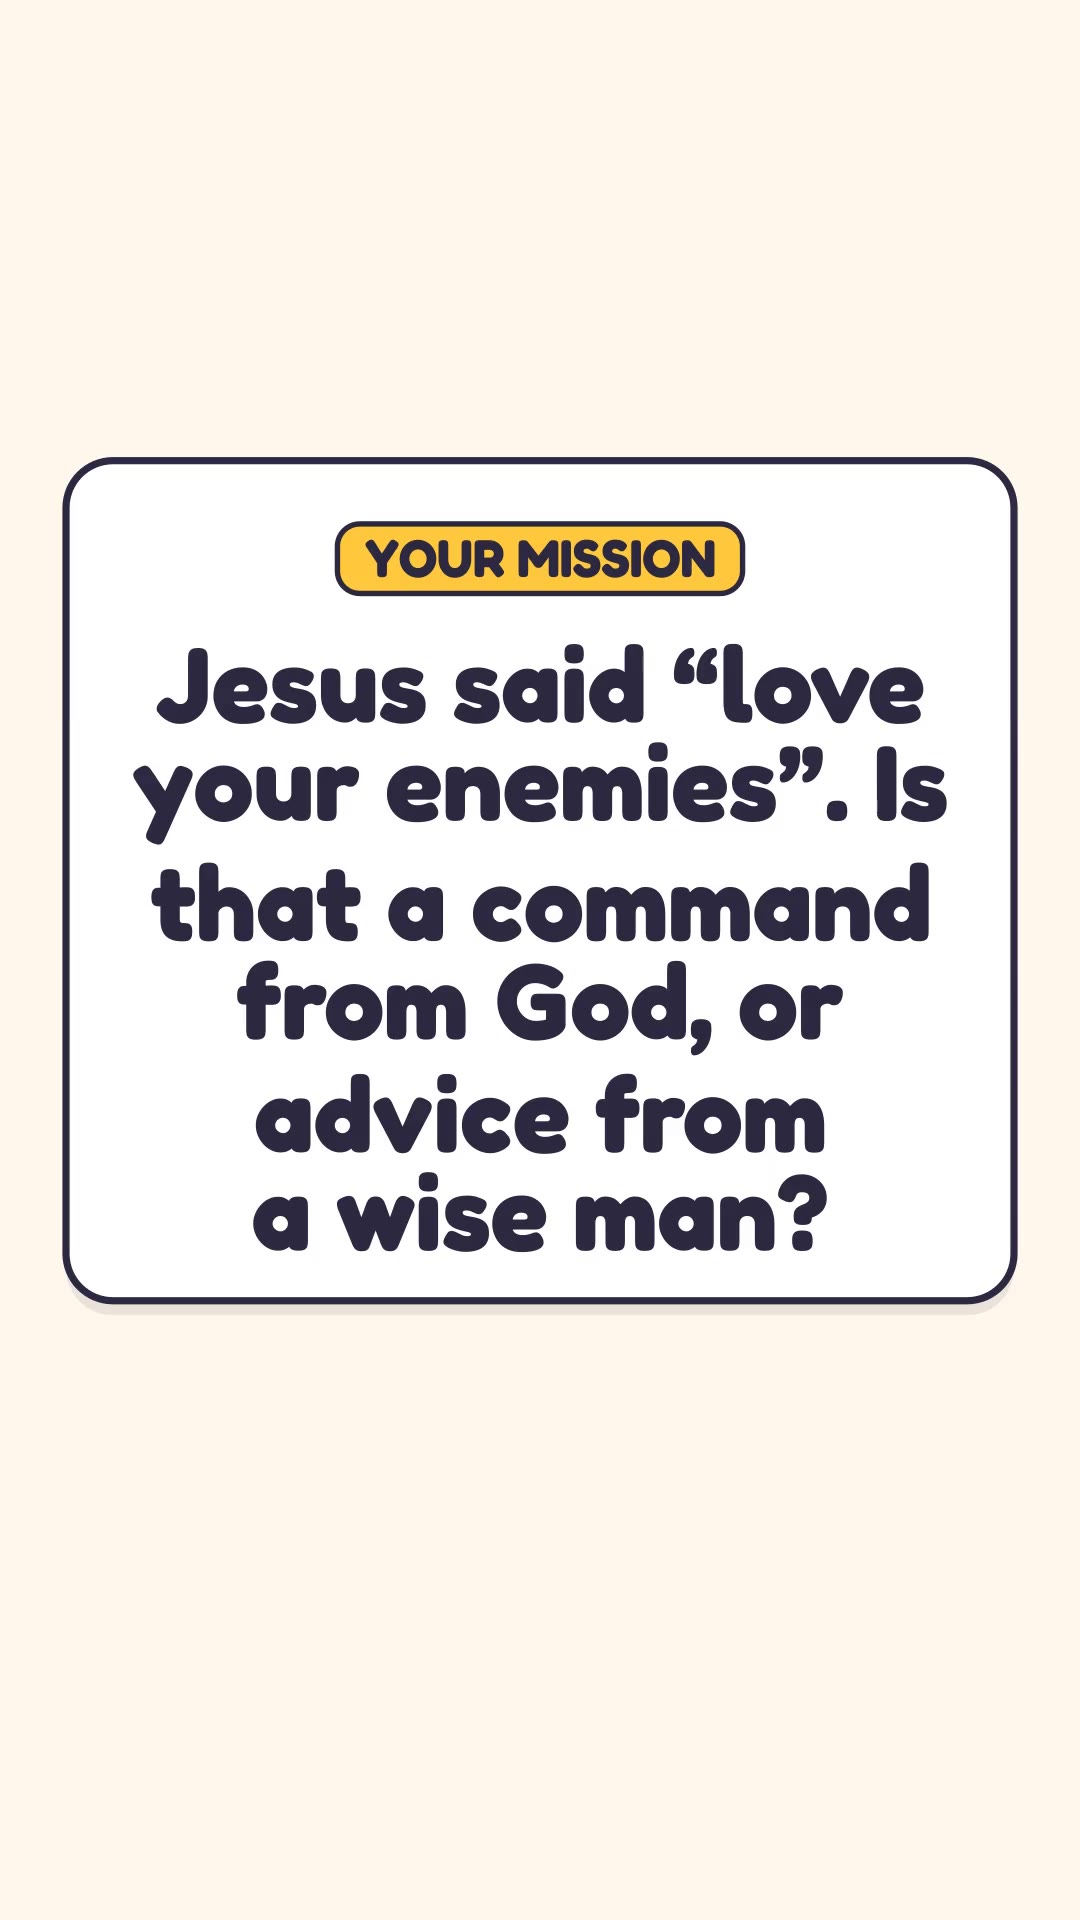 YOUR MISSION
Jesus said “love
your enemies”. Is
that a command
from God, or
advice from
a wise man?